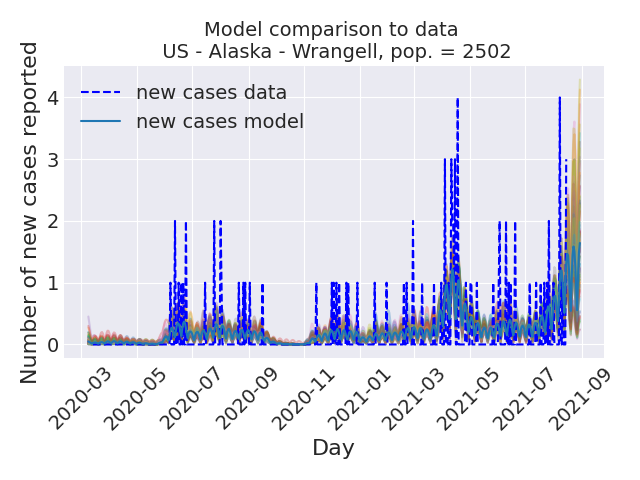 Model comparison to data
US - Alaska - Wrangell, pop. = 2502
Number of new cases reported
new cases data
new cases model
4
3
2
1
0
2020-03
2020-05
2020-07
2020-09
2020-11
2021-01
2021-03
2021-05
2021-07
2021-09
Day